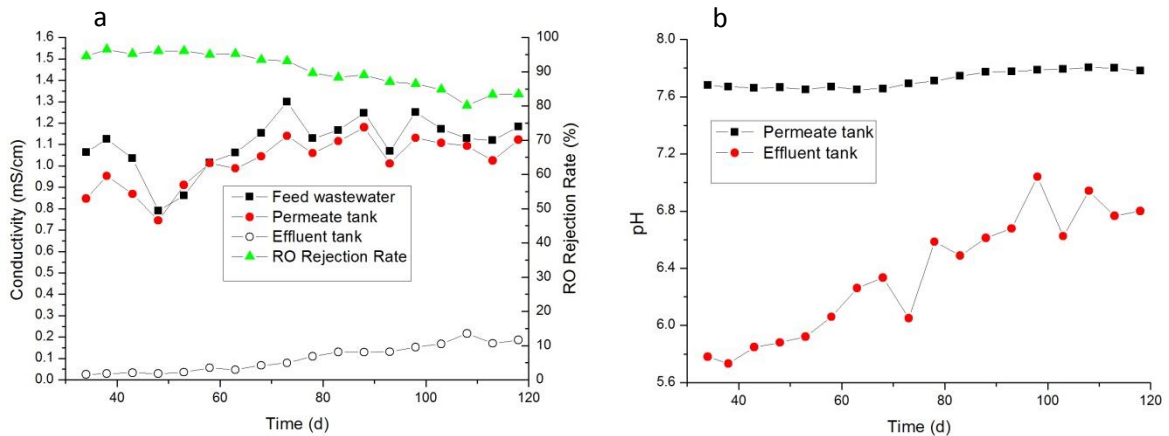 a
1.6
1.5
1.4
1.3
1.2
1.1
1.0
0.9
0.8
0.7
0.6
0.5
0.4
0.3
0.2
0.1
0.0
Conductivity (mS/cm)
100
90
80
70
60
50
40
30
20
10
0
RO Rejection Rate (%)
Feed wastewater
Permeate tank
Effluent tank
RO Rejection Rate
40 60 80 100 120
Time (d)
b
8.0
7.6
7.2
6.8
6.4
6.0
5.6
pH
Permeate tank
Effluent tank
40 60 80 100 120
Time (d)